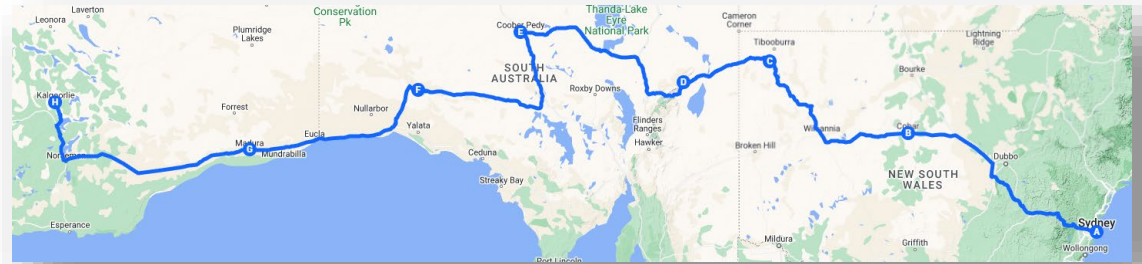 Laverton
Leonora
Conservation
Pk
Plumridge
Lakes
Coober Pedy
Thanda-Lake
Eyre
National Park
Cameron
Corner
Tibooburra
Lightning
Ridge
E
C
SOUTH
AUSTRALIA
D
Bourke
Kalgoorlie
H
Forrest
Nullarbor
F
Roxby Downs
Yalata
Flinders
Ranges
Hawker
Wilcannia
Cobar
B
Norseman
Madura
G
Mundrabilla
Eucla
Ceduna
Broken Hill
Dubbo
NEW SOUTH
WALES
Streaky Bay
Esperance
Port Lincoln
Mildura
Griffith
Sydney
A
Wollongong